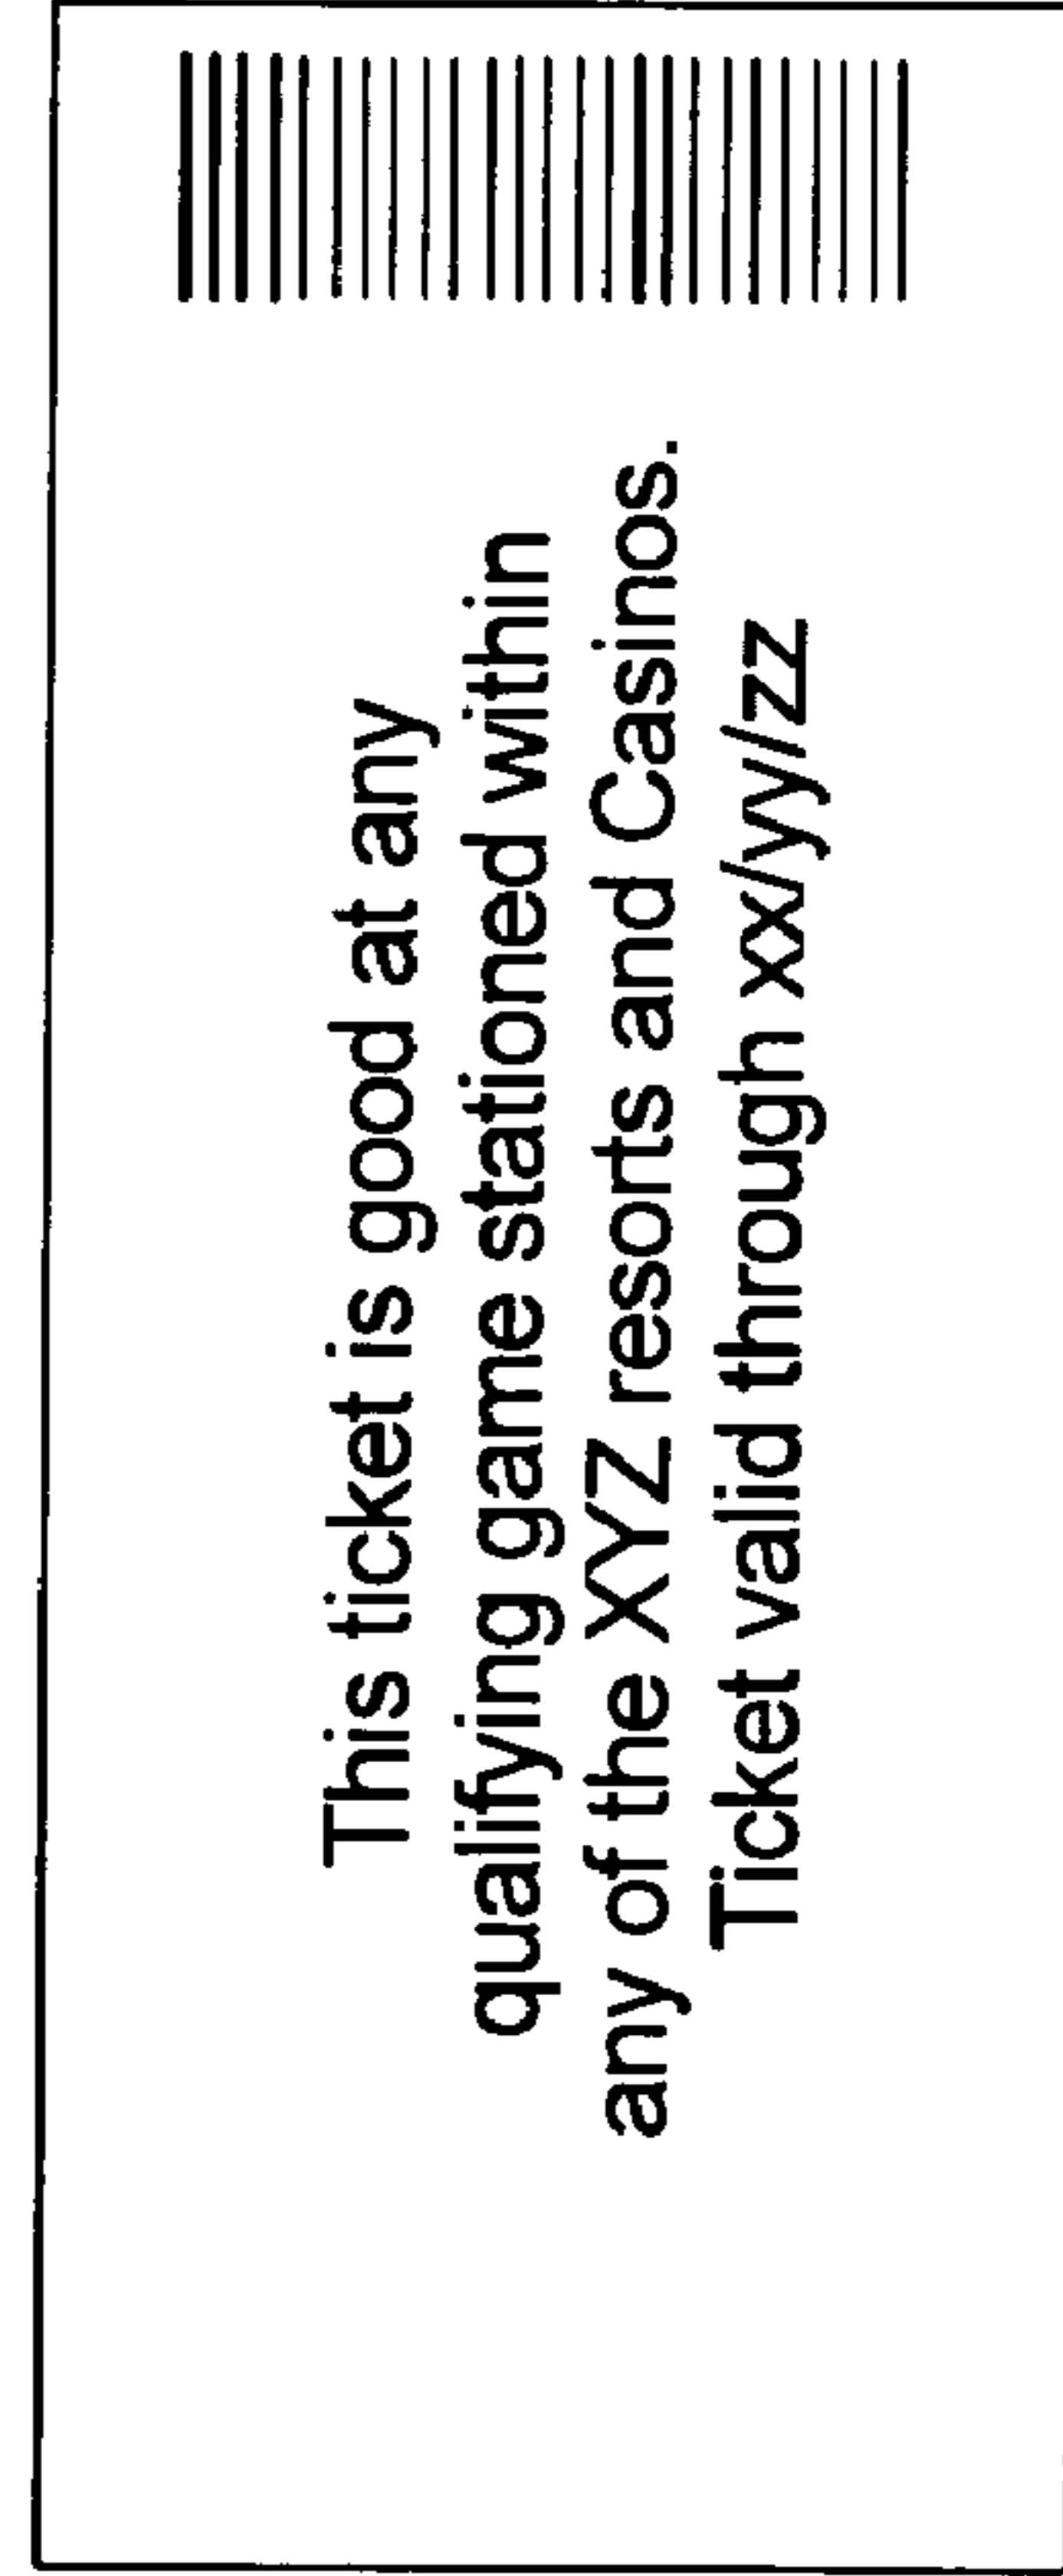 This ticket is good at any
qualifying game stationed within
any of the XYZ resorts and Casinos.
Ticket valid through xx/yy/zz